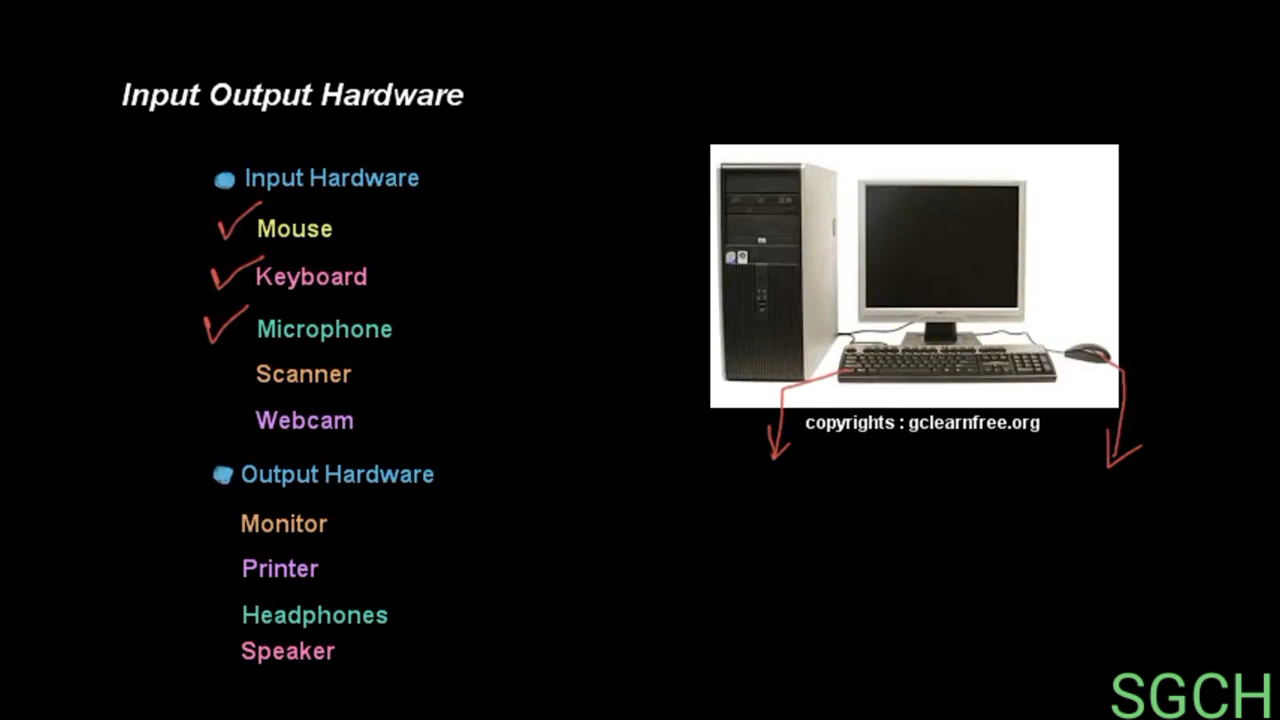 Input Output Hardware
Input Hardware
Mouse
Keyboard
Microphone
Scanner
Webcam
Output Hardware
Monitor
Printer
Headphones
Speaker
copyrights : gclearnfree.org
SGCH